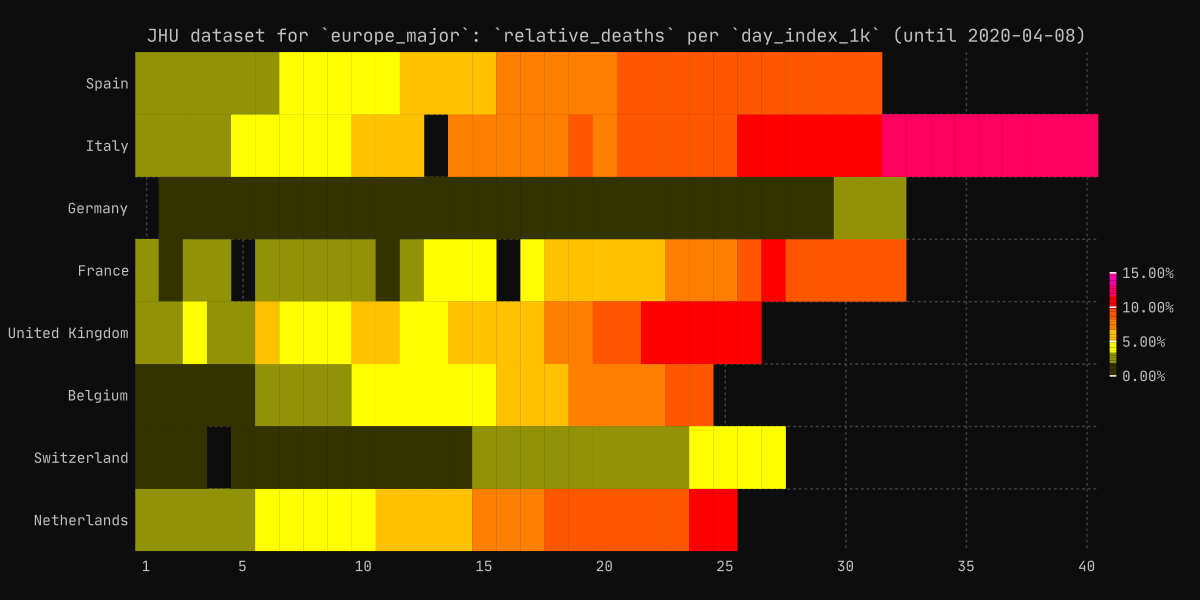 JHU dataset for `europe_major`: `relative_deaths` per `day_index_1k` (until 2020-04-08)
Spain
Italy
Germany
France
United Kingdom
Belgium
Switzerland
Netherlands
15.00%
10.00%
5.00%
0.00%
1 5 10 15 20 25 30 35 40